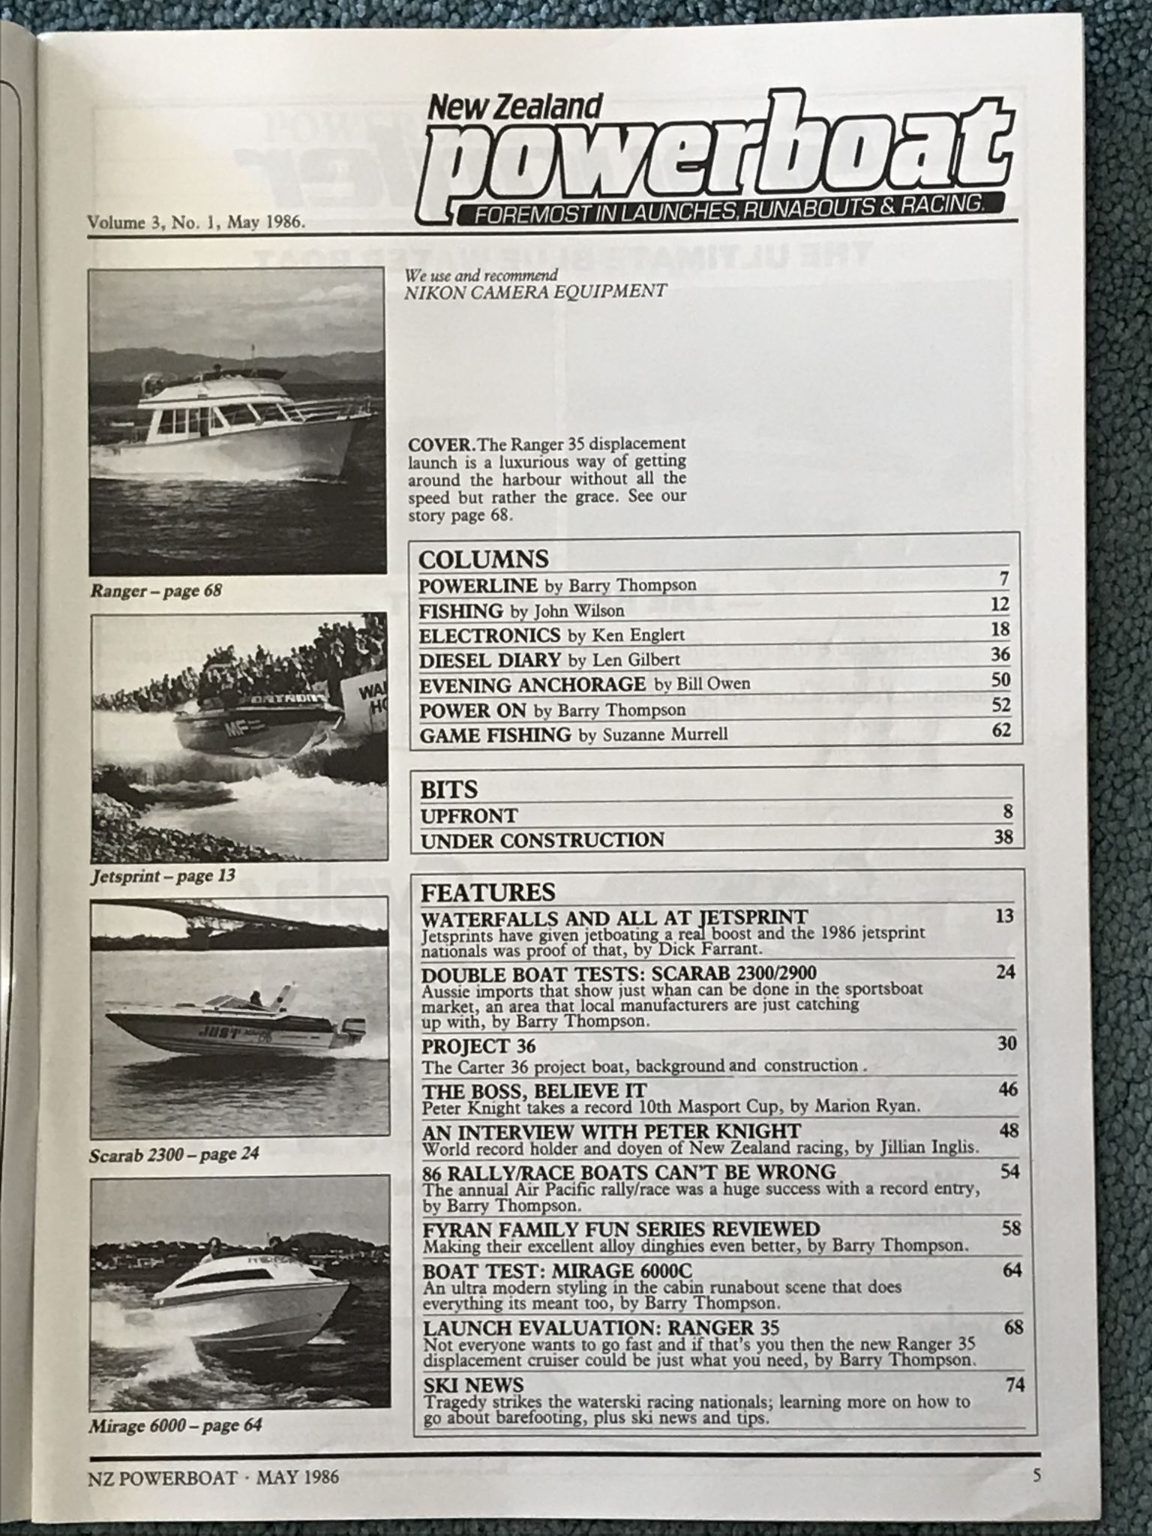 New Zealand
powerboat
FOREMOST IN LAUNCHES, RUNABOUTS & RACING.
Volume 3, No. 1, May 1986.
We use and recommend
NIKON CAMERA EQUIPMENT
COVER. The Ranger 35 displacement
launch is a luxurious way of getting
around the harbour without all the
speed but rather the grace. See our
story page 68.
Ranger – page 68
WAI
HO
MF
Jetsprint – page 13
JUST
Scarab 2300 – page 24
Mirage 6000 – page 64
COLUMNS
POWERLINE by Barry Thompson 7
FISHING by John Wilson 12
ELECTRONICS by Ken Englert 18
DIESEL DIARY by Len Gilbert 36
EVENING ANCHORAGE by Bill Owen 50
POWER ON by Barry Thompson 52
GAME FISHING by Suzanne Murrell 62
BITS
UPFRONT 8
UNDER CONSTRUCTION 38
FEATURES
WATERFALLS AND ALL AT JETSPRINT 13
Jetsprints have given jetboating a real boost and the 1986 jetsprint
nationals was proof of that, by Dick Farrant.
DOUBLE BOAT TESTS: SCARAB 2300/2900 24
Aussie imports that show just whan can be done in the sportsboat
market, an area that local manufacturers are just catching
up with, by Barry Thompson.
PROJECT 36 30
The Carter 36 project boat, background and construction .
THE BOSS, BELIEVE IT 46
Peter Knight takes a record 10th Masport Cup, by Marion Ryan.
AN INTERVIEW WITH PETER KNIGHT 48
World record holder and doyen of New Zealand racing, by Jillian Inglis.
86 RALLY/RACE BOATS CAN'T BE WRONG 54
The annual Air Pacific rally/race was a huge success with a record entry,
by Barry Thompson.
FYRAN FAMILY FUN SERIES REVIEWED 58
Making their excellent alloy dinghies even better, by Barry Thompson.
BOAT TEST: MIRAGE 6000C 64
An ultra modern styling in the cabin runabout scene that does
everything its meant too, by Barry Thompson.
LAUNCH EVALUATION: RANGER 35 68
Not everyone wants to go fast and if that's you then the new Ranger 35
displacement cruiser could be just what you need, by Barry Thompson.
SKI NEWS 74
Tragedy strikes the waterski racing nationals; learning more on how to
go about barefooting, plus ski news and tips.
NZ POWERBOAT · MAY 1986 5